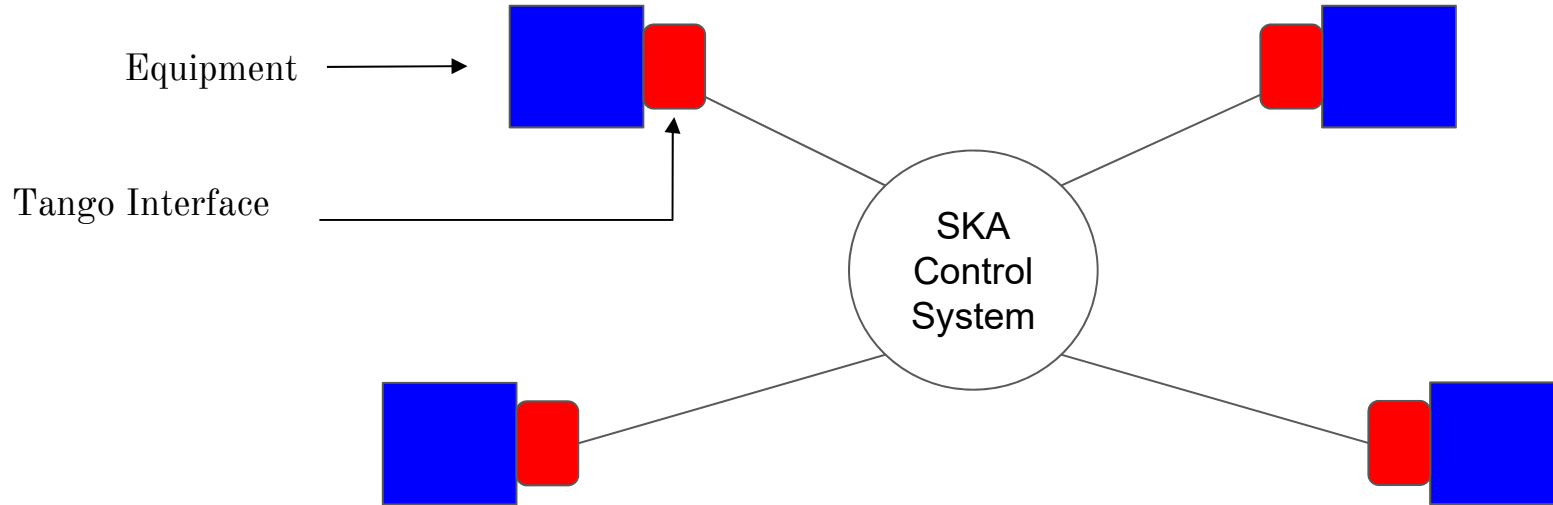 Equipment
Tango Interface
SKA
Control
System